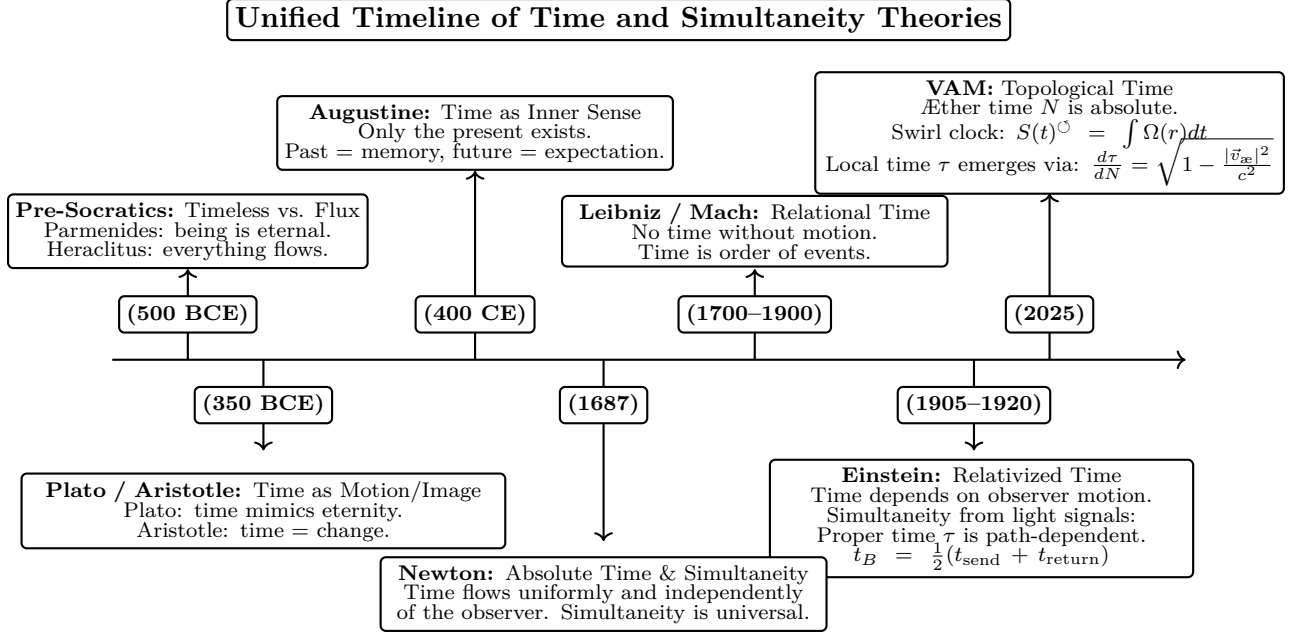 Unified Timeline of Time and Simultaneity Theories
VAM: Topological Time
Æther time N is absolute.
Swirl clock: S(t)^↺ = ∫ Ω(r)dt
Local time τ emerges via: dτ/dN = √(1 − |v⃗_æ|²/c²)
Augustine: Time as Inner Sense
Only the present exists.
Past = memory, future = expectation.
Pre-Socratics: Timeless vs. Flux
Parmenides: being is eternal.
Heraclitus: everything flows.
Leibniz / Mach: Relational Time
No time without motion.
Time is order of events.
(500 BCE)
(400 CE)
(1700–1900)
(2025)
(350 BCE)
(1687)
(1905–1920)
Plato / Aristotle: Time as Motion/Image
Plato: time mimics eternity.
Aristotle: time = change.
Einstein: Relativized Time
Time depends on observer motion.
Simultaneity from light signals:
Proper time τ is path-dependent.
t_B = ½(t_send + t_return)
Newton: Absolute Time & Simultaneity
Time flows uniformly and independently
of the observer. Simultaneity is universal.